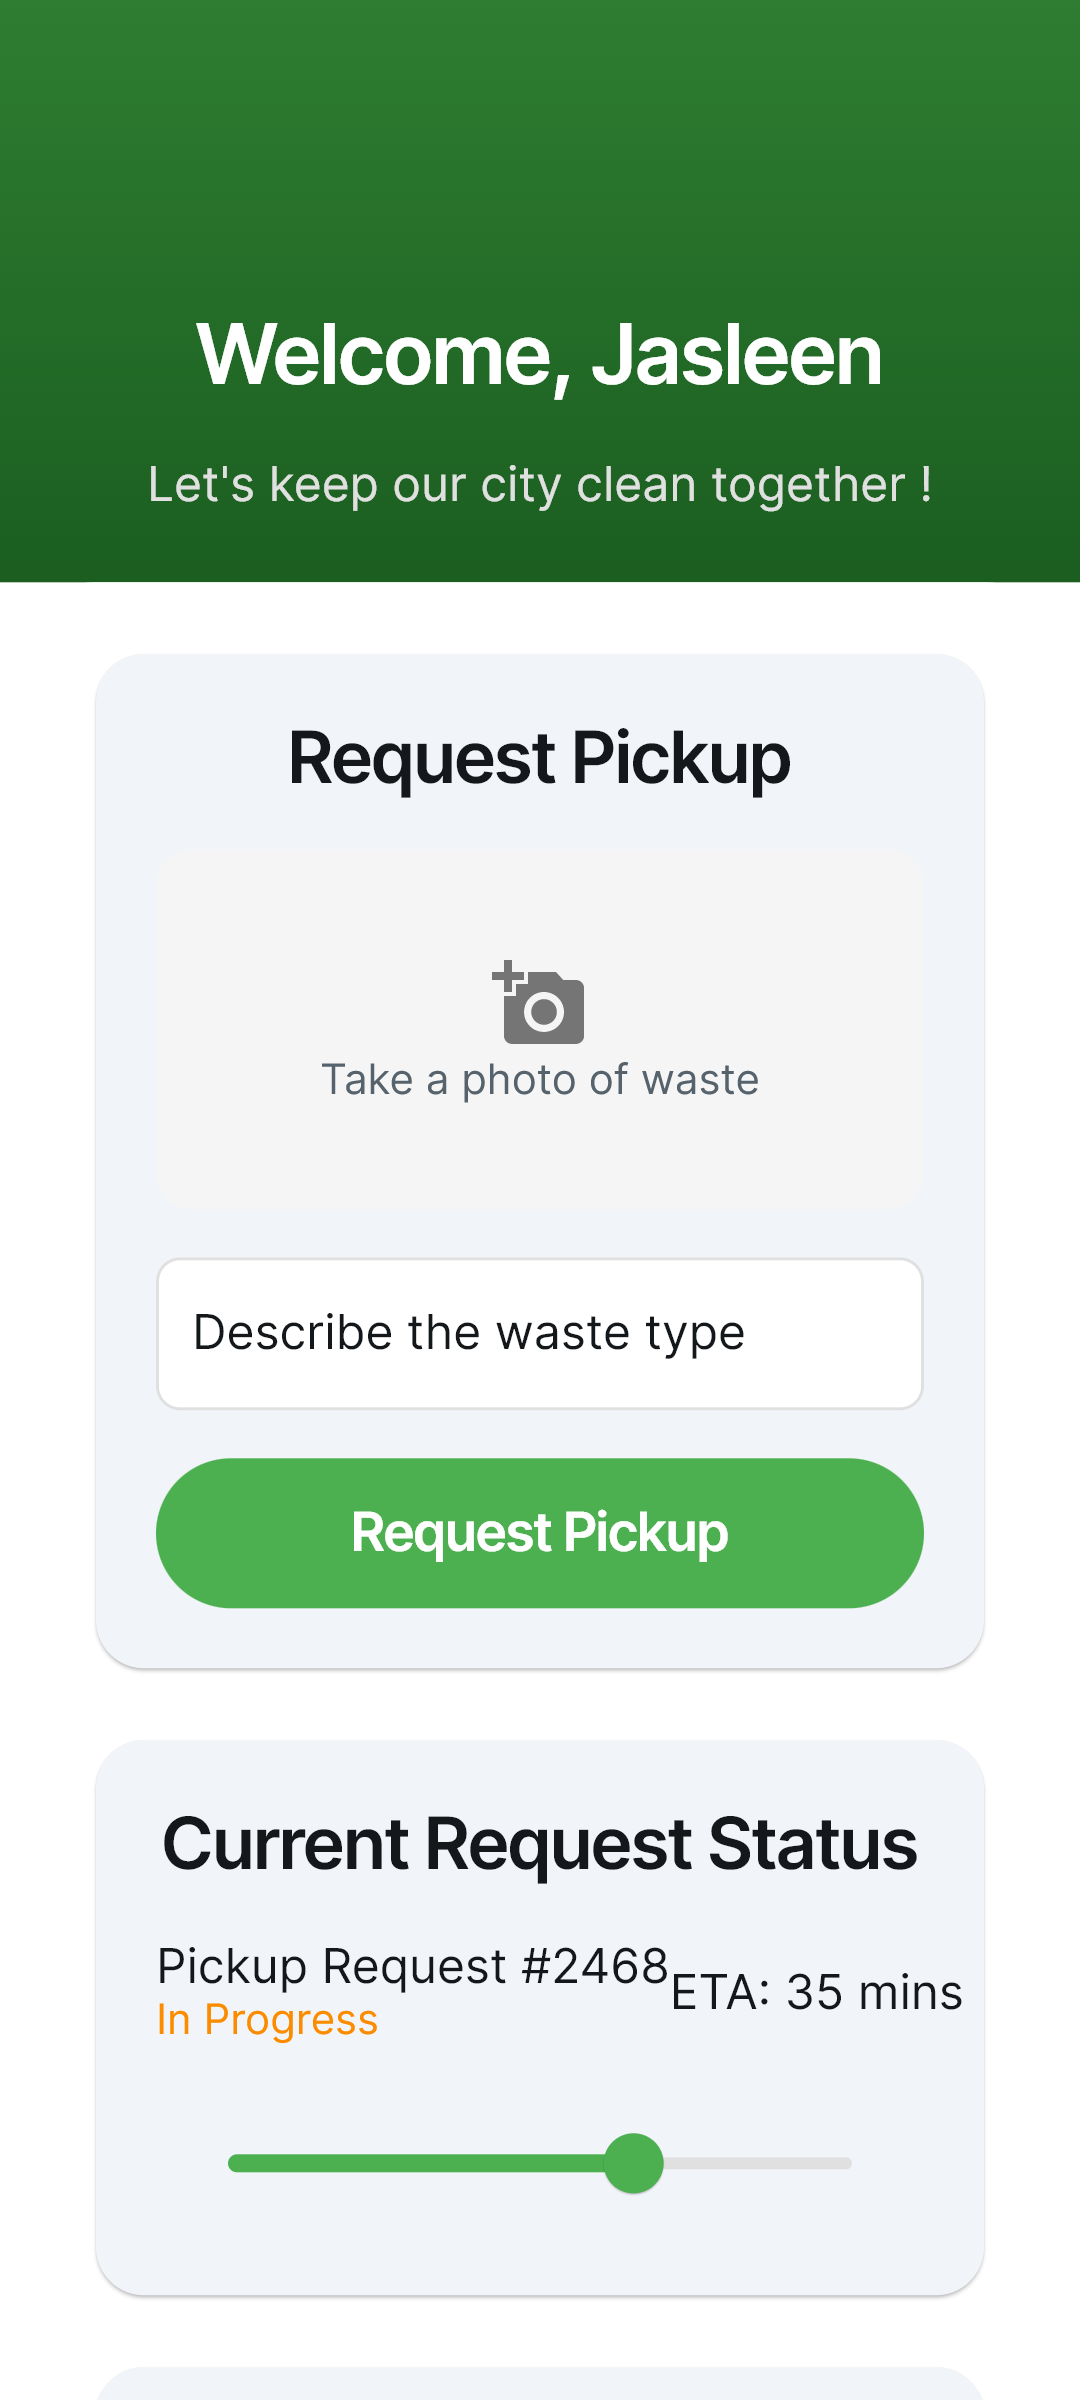 Welcome, Jasleen
Let's keep our city clean together !
Request Pickup
Take a photo of waste
Describe the waste type
Request Pickup
Current Request Status
Pickup Request #2468
ETA: 35 mins
In Progress